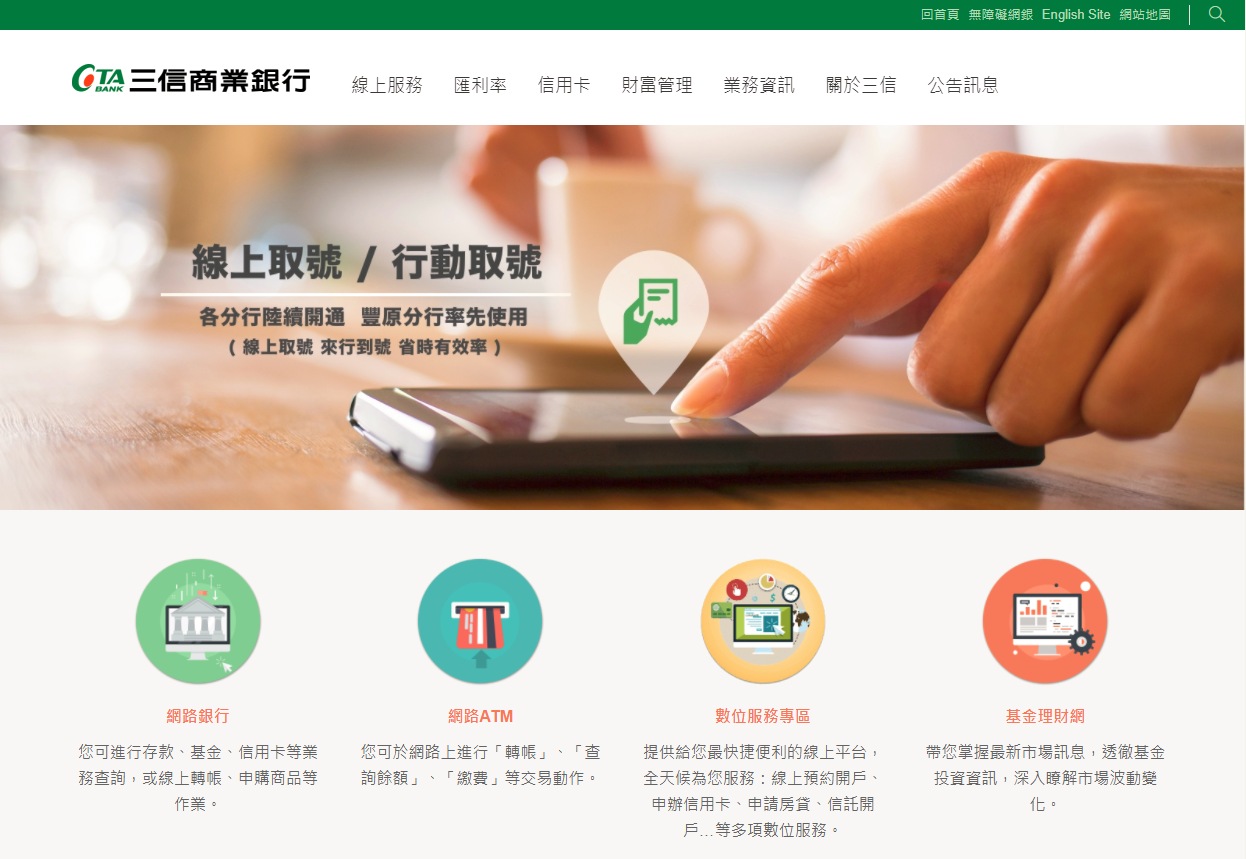 回首頁 無障礙網銀 English Site 網站地圖
CTA BANK 三信商業銀行
線上服務 匯利率 信用卡 財富管理 業務資訊 關於三信 公告訊息
線上取號 / 行動取號
各分行陸續開通 豐原分行率先使用
( 線上取號 來行到號 省時有效率 )
網路銀行
您可進行存款、基金、信用卡等業
務查詢，或線上轉帳、申購商品等
作業。
網路ATM
您可於網路上進行「轉帳」、「查
詢餘額」、「繳費」等交易動作。
數位服務專區
提供給您最快捷便利的線上平台，
全天候為您服務：線上預約開戶、
申辦信用卡、申請房貸、信託開
戶...等多項數位服務。
基金理財網
帶您掌握最新市場訊息，透徹基金
投資資訊，深入瞭解市場波動變
化。